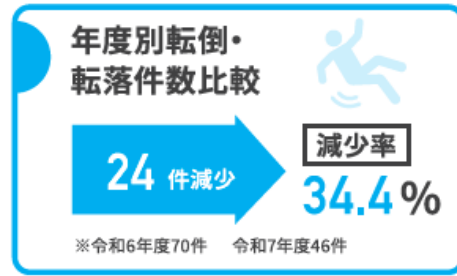 年度別転倒・
転落件数比較
24 件減少
減少率
34.4%
※令和6年度70件 令和7年度46件